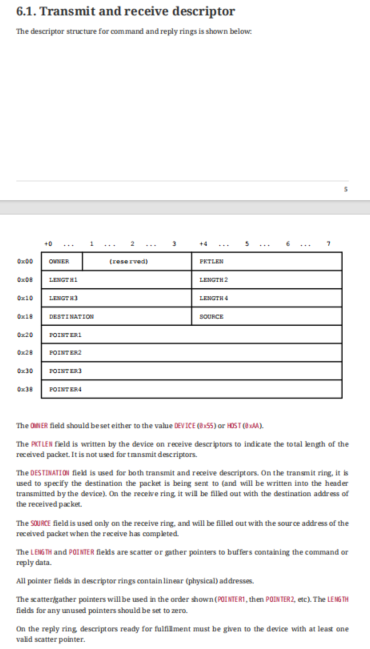 6.1. Transmit and receive descriptor
The descriptor structure for command and reply rings is shown below:
5
+0 ... 1 ... 2 ... 3 +4 ... 5 ... 6 ... 7
0x00 OWNER (reserved) PKTLEN
0x08 LENGTH1 LENGTH2
0x10 LENGTH3 LENGTH4
0x18 DESTINATION SOURCE
0x20 POINTER1
0x28 POINTER2
0x30 POINTER3
0x38 POINTER4
The OWNER field should be set either to the value DEVICE (0x55) or HOST (0xAA).
The PKTLEN field is written by the device on receive descriptors to indicate the total length of the
received packet. It is not used for transmit descriptors.
The DESTINATION field is used for both transmit and receive descriptors. On the transmit ring, it is
used to specify the destination the packet is being sent to (and will be written into the header
transmitted by the device). On the receive ring, it will be filled out with the destination address of
the received packet.
The SOURCE field is used only on the receive ring, and will be filled out with the source address of the
received packet when the receive has completed.
The LENGTH and POINTER fields are scatter or gather pointers to buffers containing the command or
reply data.
All pointer fields in descriptor rings contain linear (physical) addresses.
The scatter/gather pointers will be used in the order shown (POINTER1, then POINTER2, etc). The LENGTH
fields for any unused pointers should be set to zero.
On the reply ring, descriptors ready for fulfillment must be given to the device with at least one
valid scatter pointer.